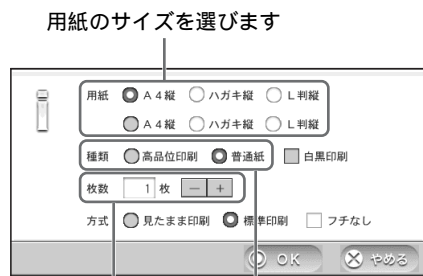 用紙のサイズを選びます
用紙 A4縦 ハガキ縦 L判縦
A4縦 ハガキ縦 L判縦
種類 高品位印刷 普通紙 白黒印刷
枚数 1 枚 － ＋
方式 見たまま印刷 標準印刷 フチなし
OK やめる